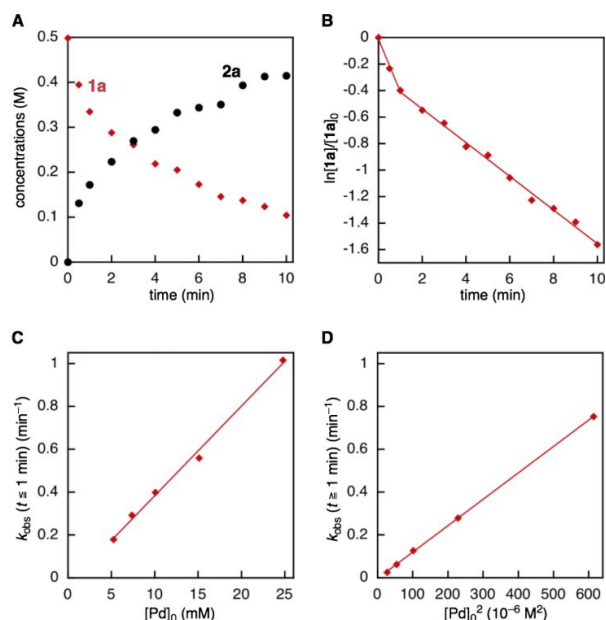 A
0.5
0.4
0.3
0.2
0.1
0
concentrations (M)
1a
2a
0 2 4 6 8 10
time (min)
B
0
-0.2
-0.4
-0.6
-0.8
-1
-1.2
-1.4
-1.6
ln[1a]/[1a]₀
0 2 4 6 8 10
time (min)
C
1
0.8
0.6
0.4
0.2
0
kobs (t ≦ 1 min) (min⁻¹)
0 5 10 15 20 25
[Pd]₀ (mM)
D
1
0.8
0.6
0.4
0.2
0
kobs (t ≧ 1 min) (min⁻¹)
0 100 200 300 400 500 600
[Pd]₀² (10⁻⁶ M²)